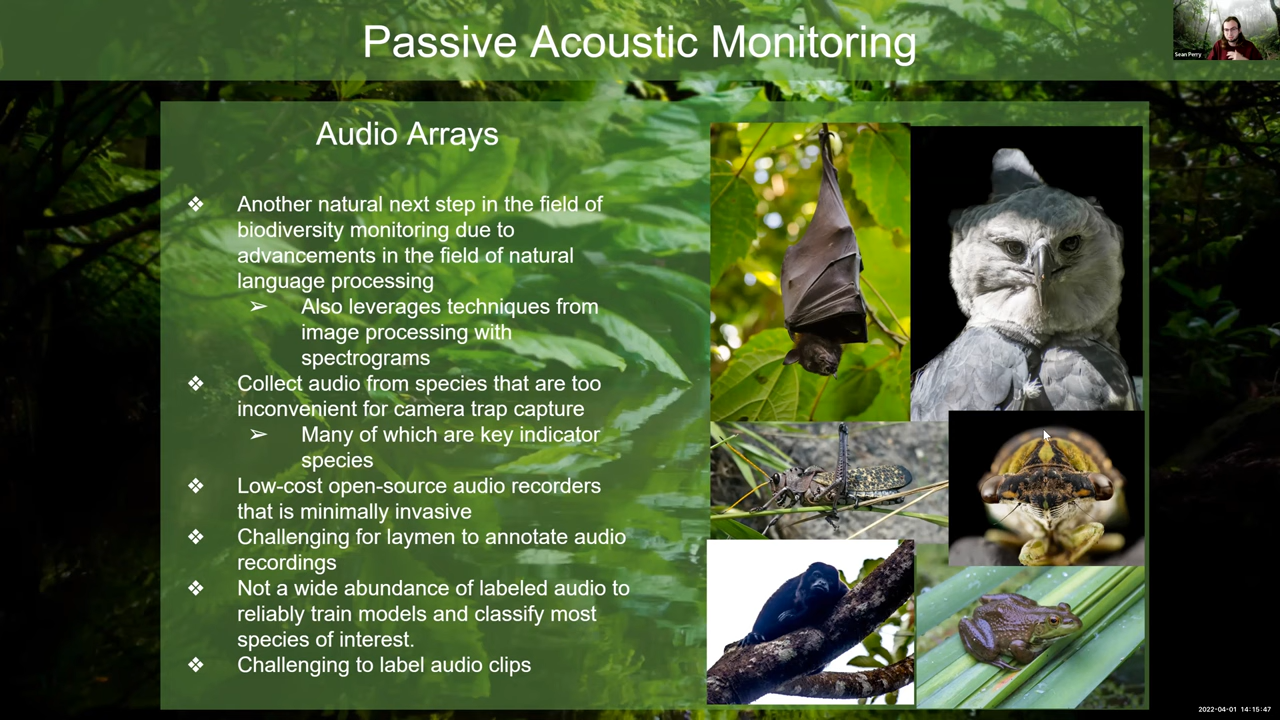 Passive Acoustic Monitoring
Sean Perry
Audio Arrays
❖ Another natural next step in the field of
biodiversity monitoring due to
advancements in the field of natural
language processing
➢ Also leverages techniques from
image processing with
spectrograms
❖ Collect audio from species that are too
inconvenient for camera trap capture
➢ Many of which are key indicator
species
❖ Low-cost open-source audio recorders
that is minimally invasive
❖ Challenging for laymen to annotate audio
recordings
❖ Not a wide abundance of labeled audio to
reliably train models and classify most
species of interest.
❖ Challenging to label audio clips
2022-04-01 14:15:47